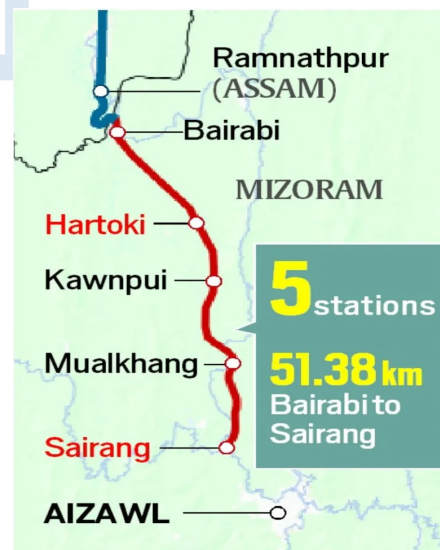 Ramnathpur
(ASSAM)
Bairabi
MIZORAM
Hartoki
Kawnpui
5 stations
51.38 km
Bairabi to
Sairang
Mualkhang
Sairang
AIZAWL